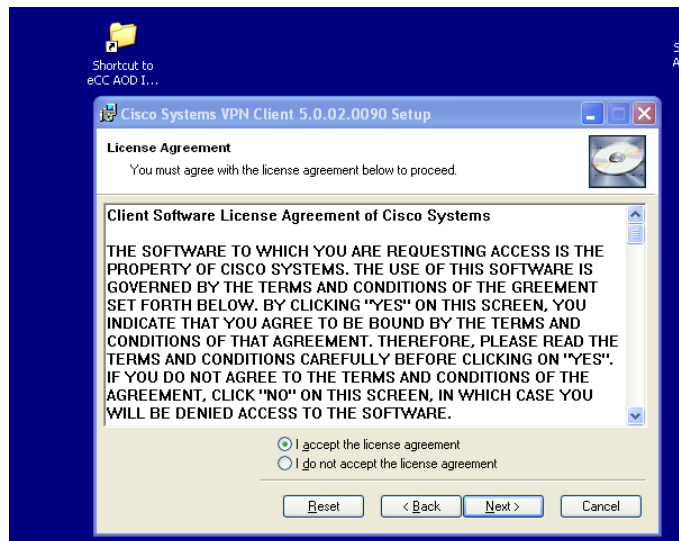 Shortcut to
eCC AOD I...
S
A
Cisco Systems VPN Client 5.0.02.0090 Setup
License Agreement
You must agree with the license agreement below to proceed.
Client Software License Agreement of Cisco Systems
THE SOFTWARE TO WHICH YOU ARE REQUESTING ACCESS IS THE
PROPERTY OF CISCO SYSTEMS. THE USE OF THIS SOFTWARE IS
GOVERNED BY THE TERMS AND CONDITIONS OF THE GREEMENT
SET FORTH BELOW. BY CLICKING "YES" ON THIS SCREEN, YOU
INDICATE THAT YOU AGREE TO BE BOUND BY THE TERMS AND
CONDITIONS OF THAT AGREEMENT. THEREFORE, PLEASE READ THE
TERMS AND CONDITIONS CAREFULLY BEFORE CLICKING ON "YES".
IF YOU DO NOT AGREE TO THE TERMS AND CONDITIONS OF THE
AGREEMENT, CLICK "NO" ON THIS SCREEN, IN WHICH CASE YOU
WILL BE DENIED ACCESS TO THE SOFTWARE.
I accept the license agreement
I do not accept the license agreement
Reset < Back Next > Cancel